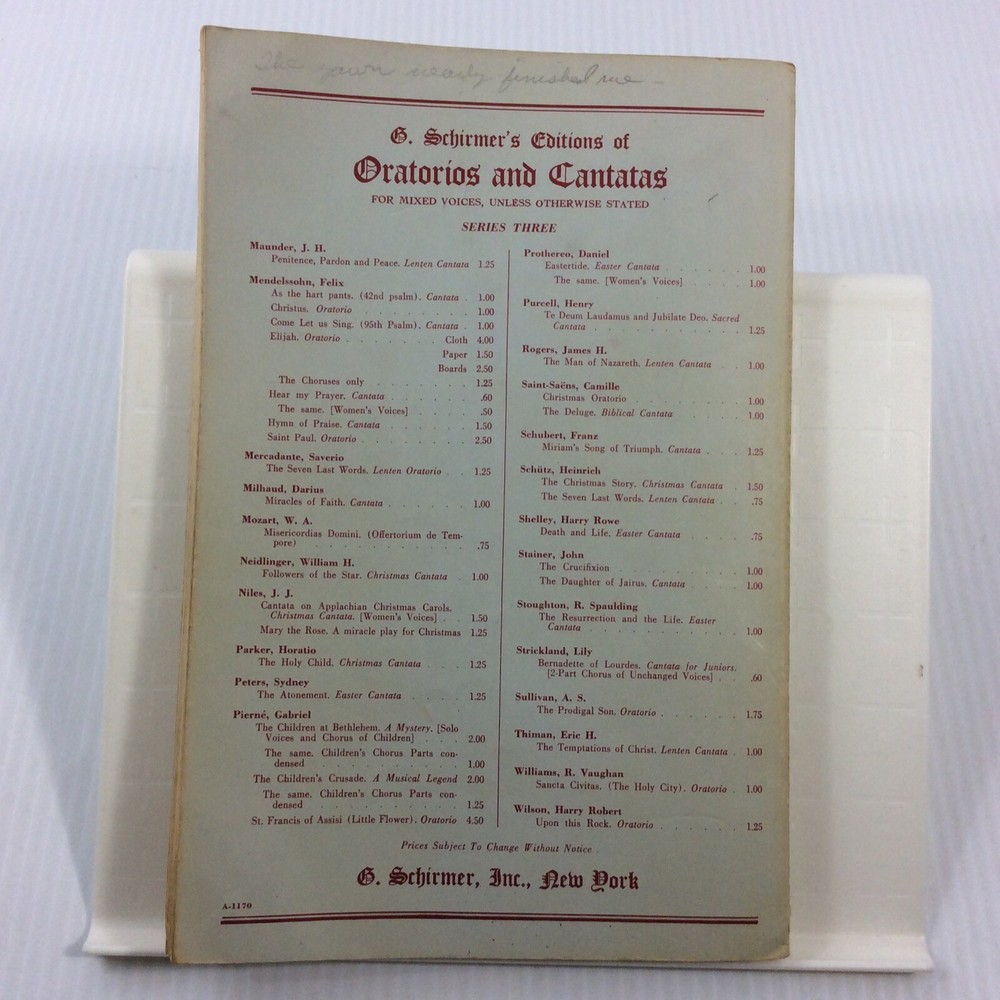 The yawn nearly finished me -
G. Schirmer's Editions of
Oratorios and Cantatas
FOR MIXED VOICES, UNLESS OTHERWISE STATED
SERIES THREE
Maunder, J. H.
Penitence, Pardon and Peace. Lenten Cantata 1.25
Mendelssohn, Felix
As the hart pants. (42nd psalm). Cantata . 1.00
Christus. Oratorio . . . . . . . . . . 1.00
Come Let us Sing. (95th Psalm). Cantata . 1.00
Elijah. Oratorio . . . . . . . . Cloth 4.00
Paper 1.50
Boards 2.50
The Choruses only . . . . . . . . 1.25
Hear my Prayer. Cantata . . . . . . . .60
The same. [Women's Voices] . . . . . .50
Hymn of Praise. Cantata . . . . . . . 1.50
Saint Paul. Oratorio . . . . . . . . . 2.50
Mercadante, Saverio
The Seven Last Words. Lenten Oratorio . . 1.25
Milhaud, Darius
Miracles of Faith. Cantata . . . . . . . 1.00
Mozart, W. A.
Misericordias Domini. (Offertorium de Tem-
pore) . . . . . . . . . . . . .75
Neidlinger, William H.
Followers of the Star. Christmas Cantata . 1.00
Niles, J. J.
Cantata on Applachian Christmas Carols.
Christmas Cantata. [Women's Voices] . . 1.50
Mary the Rose. A miracle play for Christmas 1.25
Parker, Horatio
The Holy Child. Christmas Cantata . . . 1.25
Peters, Sydney
The Atonement. Easter Cantata . . . . . 1.25
Pierné, Gabriel
The Children at Bethlehem. A Mystery. [Solo
Voices and Chorus of Children] . . . . 2.00
The same. Children's Chorus Parts con-
densed . . . . . . . . . . . 1.00
The Children's Crusade. A Musical Legend 2.00
The same. Children's Chorus Parts con-
densed . . . . . . . . . . . 1.25
St. Francis of Assisi (Little Flower). Oratorio 4.50
Prothereo, Daniel
Eastertide. Easter Cantata . . . . . . . 1.00
The same. [Women's Voices] . . . . . 1.00
Purcell, Henry
Te Deum Laudamus and Jubilate Deo. Sacred
Cantata . . . . . . . . . . . . 1.25
Rogers, James H.
The Man of Nazareth. Lenten Cantata . . 1.00
Saint-Saëns, Camille
Christmas Oratorio . . . . . . . . . 1.00
The Deluge. Biblical Cantata . . . . . 1.00
Schubert, Franz
Miriam's Song of Triumph. Cantata . . . 1.25
Schütz, Heinrich
The Christmas Story. Christmas Cantata . 1.50
The Seven Last Words. Lenten Cantata . . .75
Shelley, Harry Rowe
Death and Life. Easter Cantata . . . . . .75
Stainer, John
The Crucifixion . . . . . . . . . . 1.00
The Daughter of Jairus. Cantata . . . . 1.00
Stoughton, R. Spaulding
The Resurrection and the Life. Easter
Cantata . . . . . . . . . . . . 1.00
Strickland, Lily
Bernadette of Lourdes. Cantata for Juniors.
[2-Part Chorus of Unchanged Voices] . . .60
Sullivan, A. S.
The Prodigal Son. Oratorio . . . . . . 1.75
Thiman, Eric H.
The Temptations of Christ. Lenten Cantata . 1.00
Williams, R. Vaughan
Sancta Civitas. (The Holy City). Oratorio . 1.00
Wilson, Harry Robert
Upon this Rock. Oratorio . . . . . . . 1.25
Prices Subject To Change Without Notice .
G. Schirmer, Inc., New York
A-1170